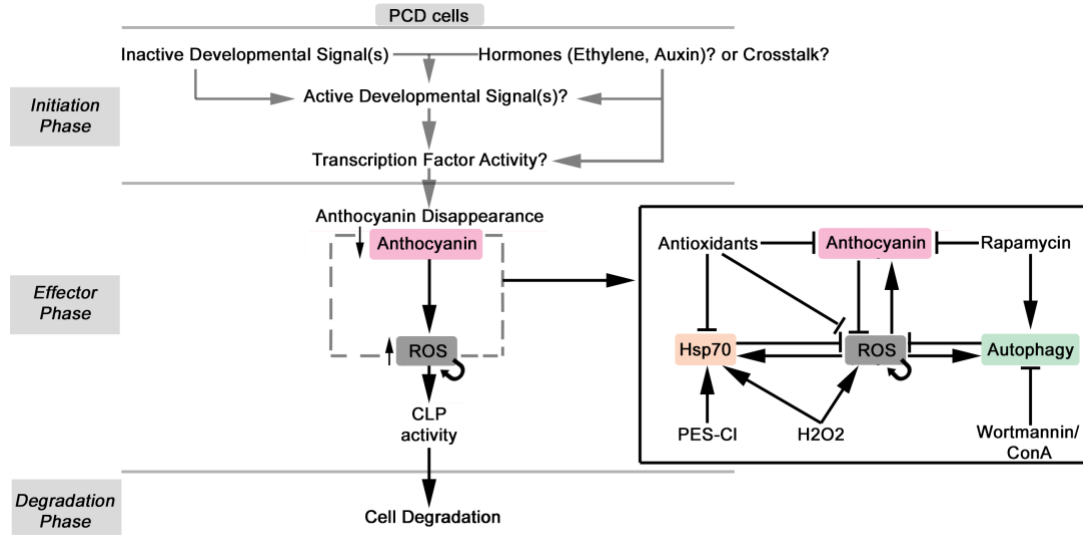 PCD cells
Inactive Developmental Signal(s)
Hormones (Ethylene, Auxin)? or Crosstalk?
Initiation
Phase
Active Developmental Signal(s)?
Transcription Factor Activity?
Anthocyanin Disappearance
Anthocyanin
Effector
Phase
ROS
CLP
activity
Antioxidants
Anthocyanin
Rapamycin
Hsp70
ROS
Autophagy
PES-Cl
H2O2
Wortmannin/
ConA
Degradation
Phase
Cell Degradation